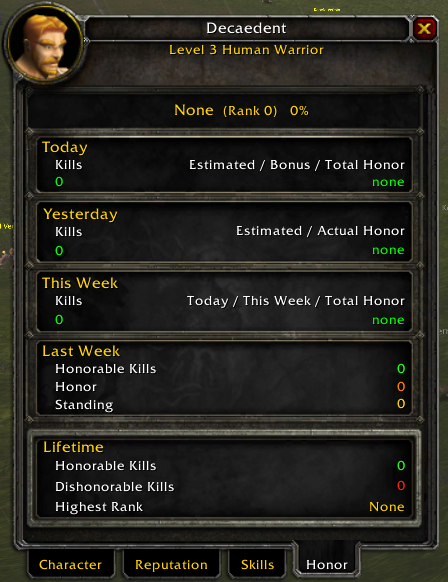 Decaedent
Level 3 Human Warrior
None (Rank 0) 0%
Today
Kills Estimated / Bonus / Total Honor
0 none
Yesterday
Kills Estimated / Actual Honor
0 none
This Week
Kills Today / This Week / Total Honor
0 none
Last Week
Honorable Kills 0
Honor 0
Standing 0
Lifetime
Honorable Kills 0
Dishonorable Kills 0
Highest Rank None
Character Reputation Skills Honor